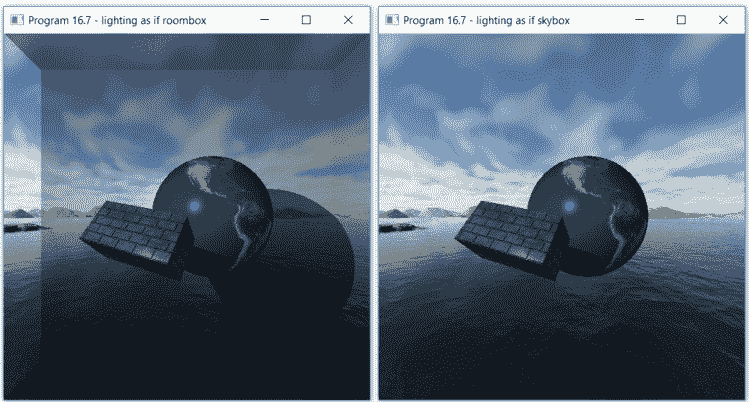 Program 16.7 - lighting as if roombox
Program 16.7 - lighting as if skybox